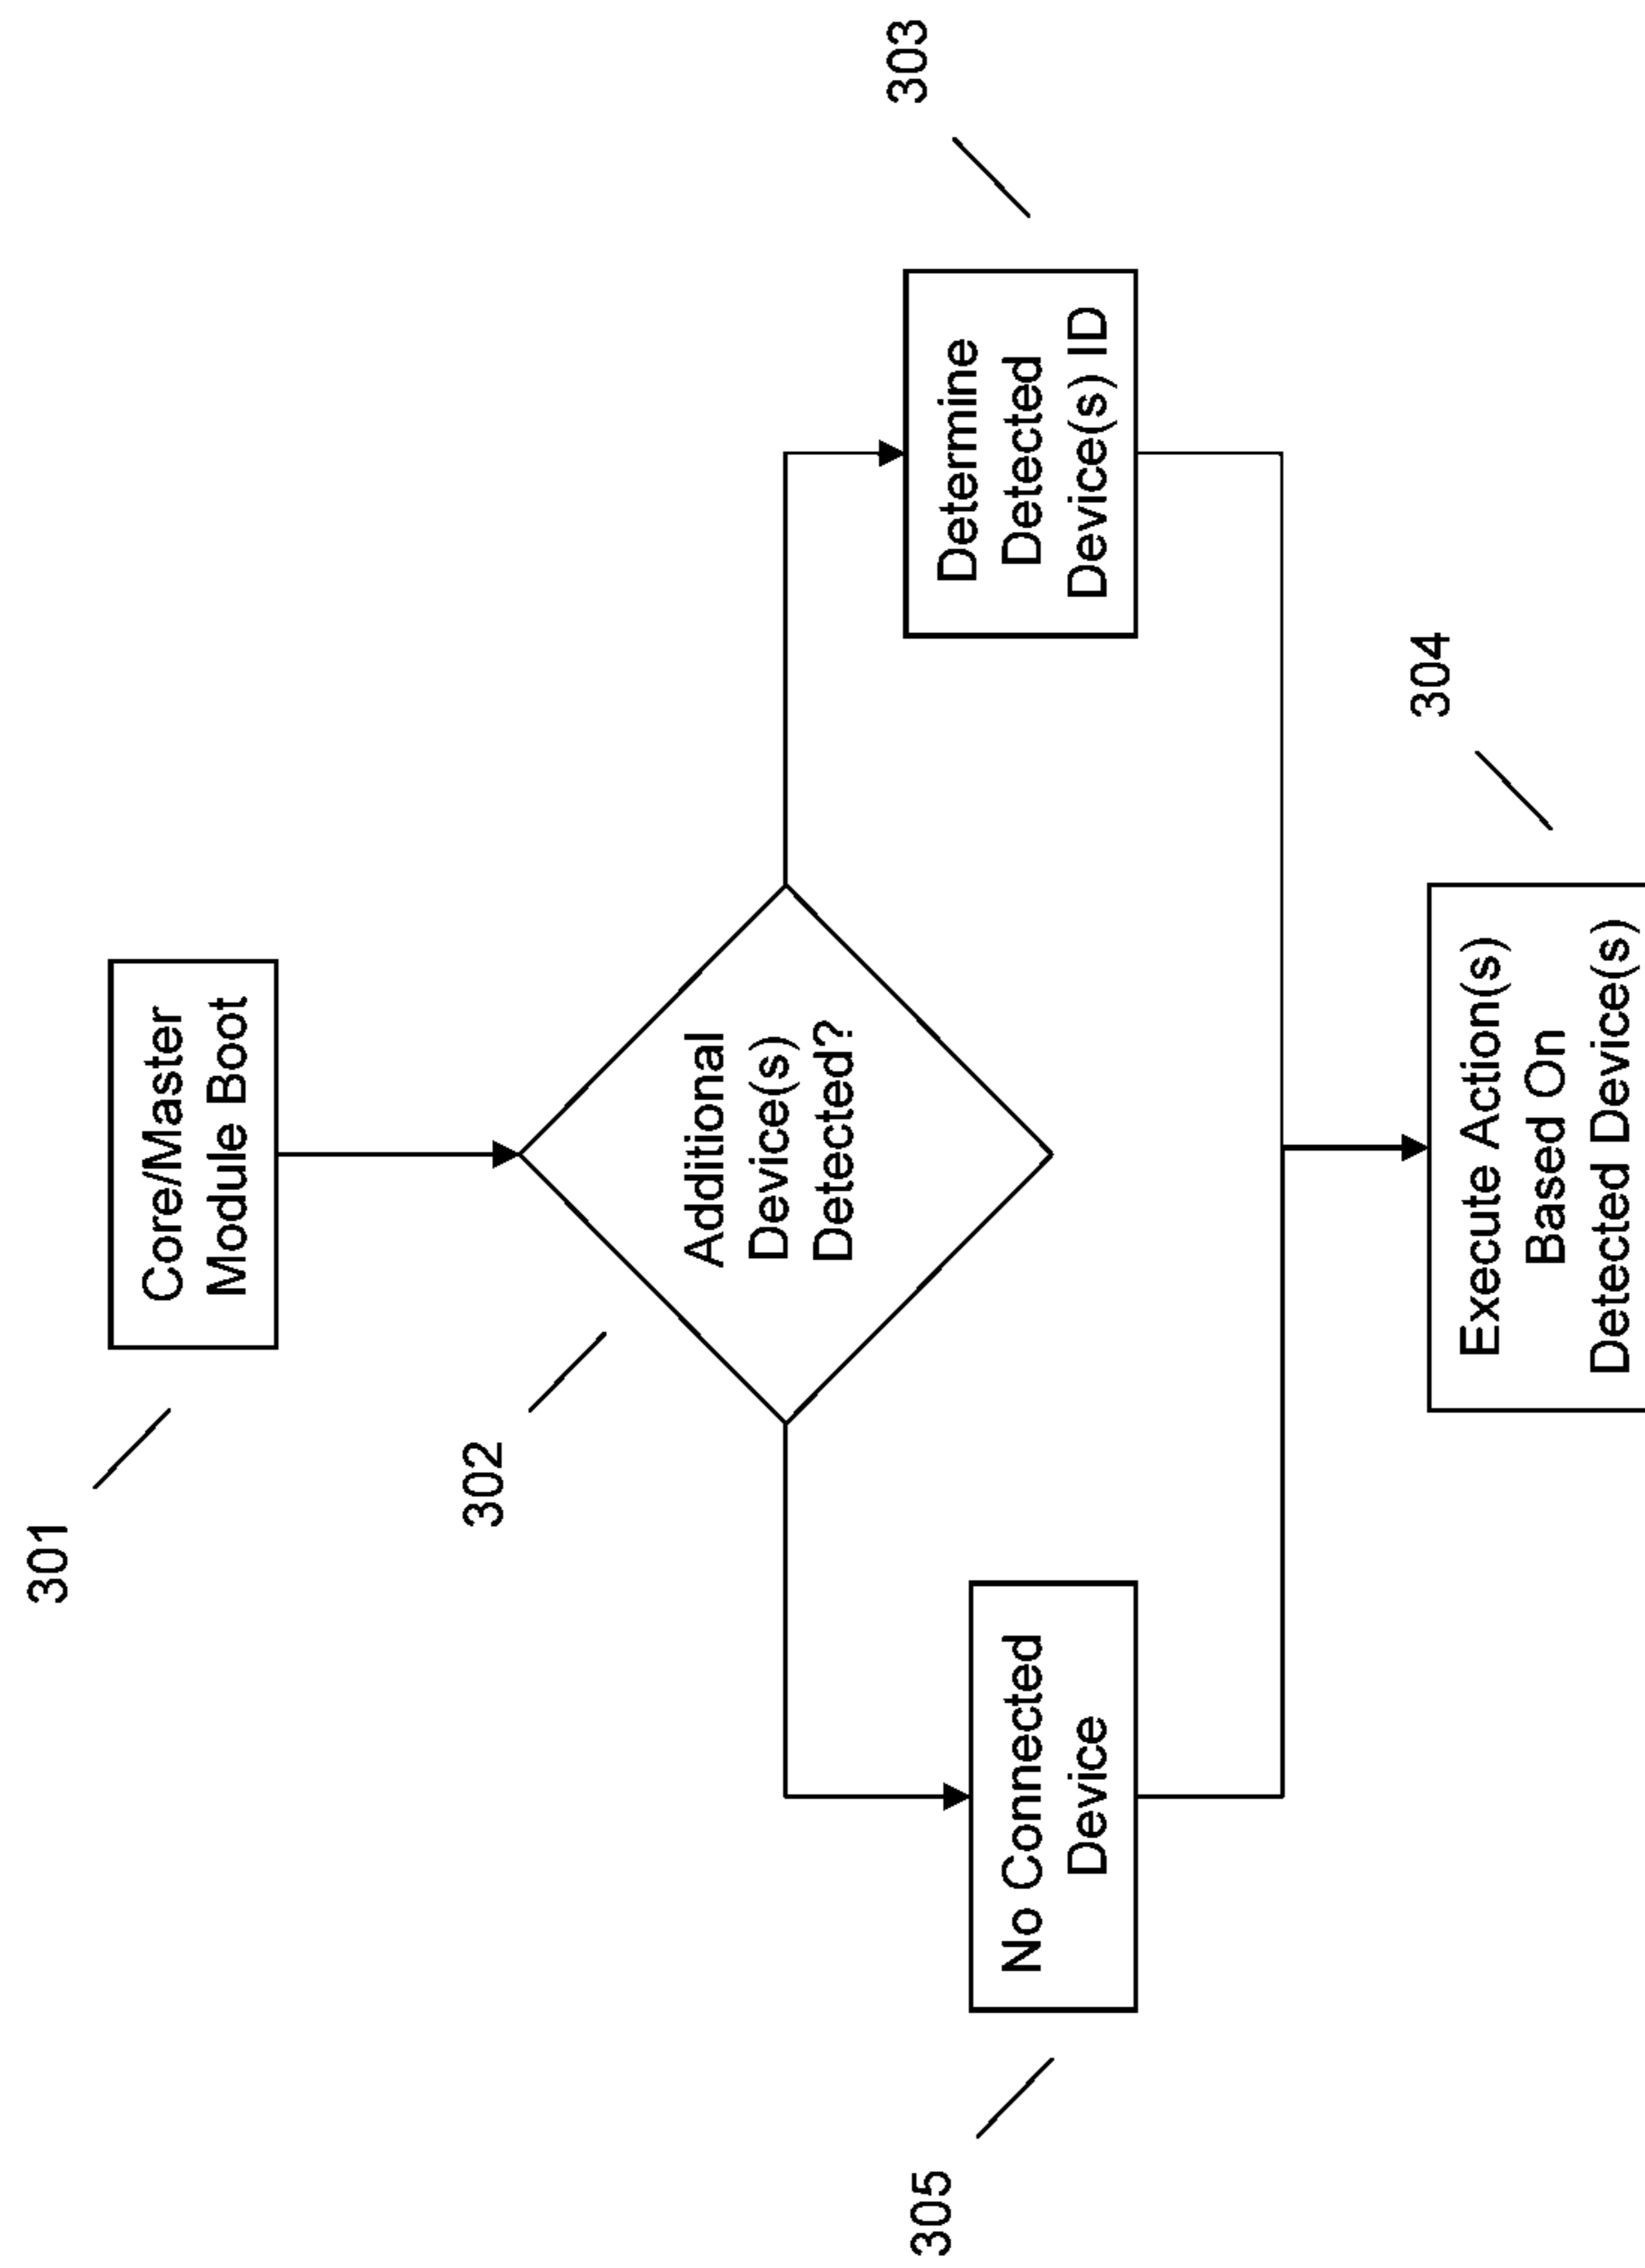 301
Core/Master
Module Boot
302
Additional
Device(s)
Detected?
303
Determine
Detected
Device(s) ID
305
No Connected
Device
304
Execute Action(s)
Based On
Detected Device(s)